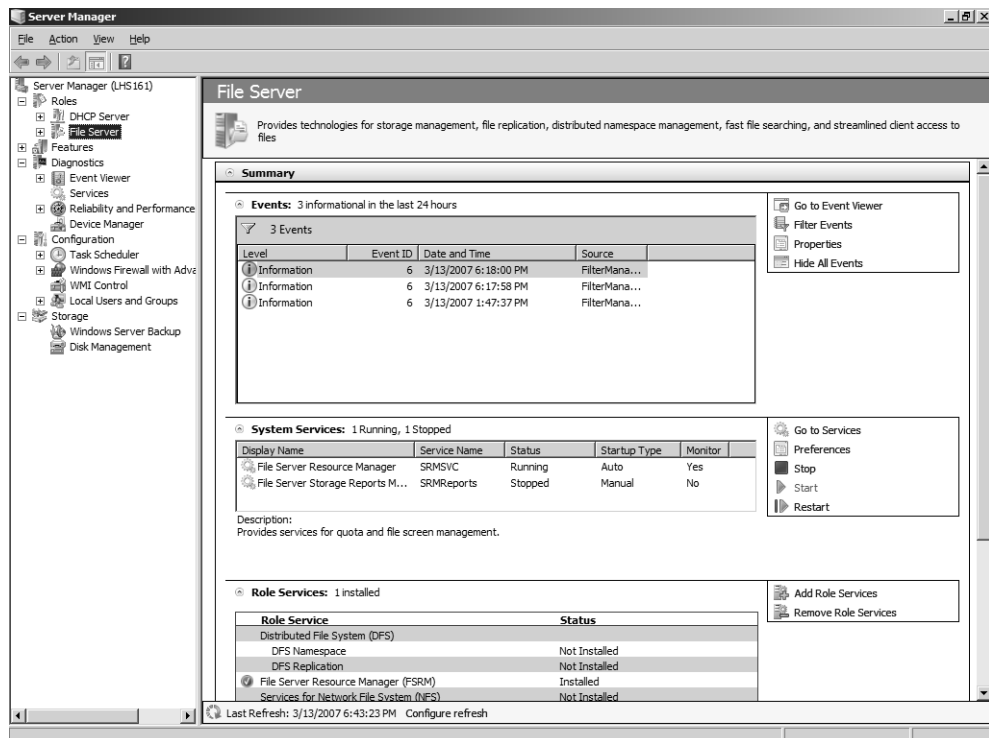 Server Manager
File Action View Help
Server Manager (LHS161)
Roles
DHCP Server
File Server
Features
Diagnostics
Event Viewer
Services
Reliability and Performance
Device Manager
Configuration
Task Scheduler
Windows Firewall with Adva
WMI Control
Local Users and Groups
Storage
Windows Server Backup
Disk Management
File Server
Provides technologies for storage management, file replication, distributed namespace management, fast file searching, and streamlined client access to
files
Summary
Events: 3 informational in the last 24 hours
3 Events
Level Event ID Date and Time Source
Information 6 3/13/2007 6:18:00 PM FilterMana...
Information 6 3/13/2007 6:17:58 PM FilterMana...
Information 6 3/13/2007 1:47:37 PM FilterMana...
Go to Event Viewer
Filter Events
Properties
Hide All Events
System Services: 1 Running, 1 Stopped
Display Name Service Name Status Startup Type Monitor
File Server Resource Manager SRMSVC Running Auto Yes
File Server Storage Reports M... SRMReports Stopped Manual No
Description:
Provides services for quota and file screen management.
Go to Services
Preferences
Stop
Start
Restart
Role Services: 1 installed
Role Service Status
Distributed File System (DFS)
DFS Namespace Not Installed
DFS Replication Not Installed
File Server Resource Manager (FSRM) Installed
Services for Network File System (NFS) Not Installed
Add Role Services
Remove Role Services
Last Refresh: 3/13/2007 6:43:23 PM Configure refresh